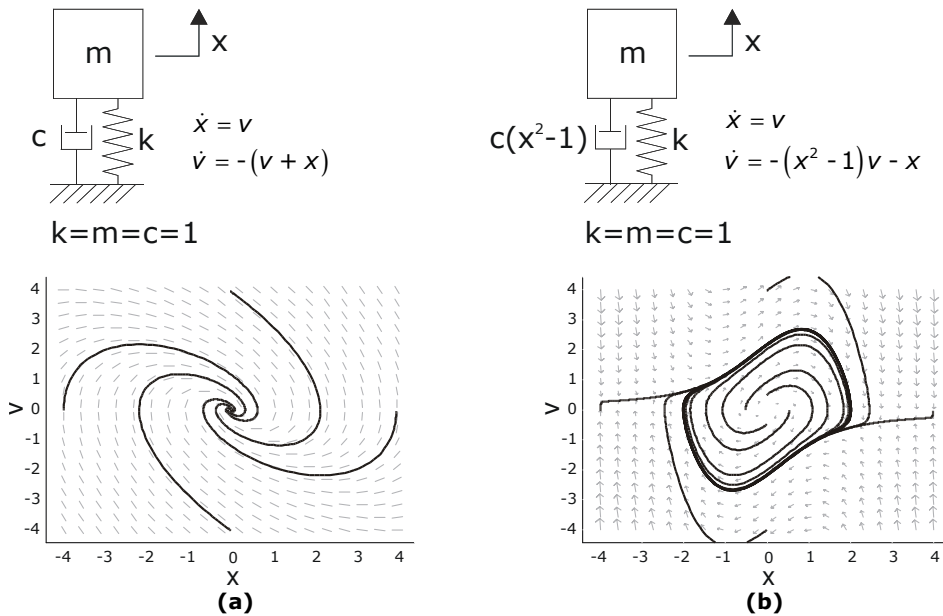 m
x
c
k
ẋ = v
v̇ = -(v + x)
k=m=c=1
4
3
2
1
0
-1
-2
-3
-4
v
-4 -3 -2 -1 0 1 2 3 4
x
(a)
m
x
c(x²-1)
k
ẋ = v
v̇ = -(x² - 1)v - x
k=m=c=1
4
3
2
1
0
-1
-2
-3
-4
v
-4 -3 -2 -1 0 1 2 3 4
x
(b)